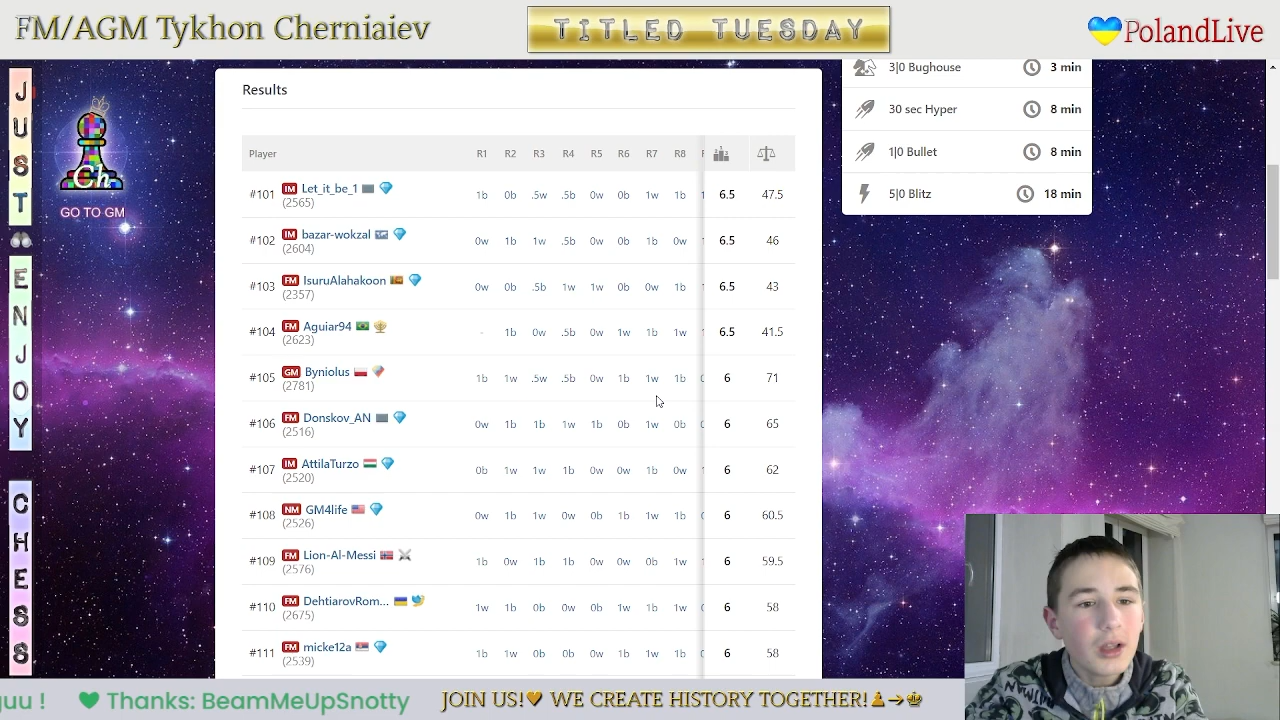 FM/AGM Tykhon Cherniaiev
TITLED TUESDAY
PolandLive
JUST
ENJOY
CHESS
Ch
GO TO GM
3|0 Bughouse 3 min
30 sec Hyper 8 min
1|0 Bullet 8 min
5|0 Blitz 18 min
Results
Player R1 R2 R3 R4 R5 R6 R7 R8
#101 IM Let_it_be_1 1b 0b .5w .5b 0w 0b 1w 1b 6.5 47.5
(2565)
#102 IM bazar-wokzal 0w 1b 1w .5b 0w 0b 1b 0w 6.5 46
(2604)
#103 FM IsuruAlahakoon 0w 0b .5b 1w 1w 0b 0w 1b 6.5 43
(2357)
#104 FM Aguiar94 - 1b 0w .5b 0w 1w 1b 1w 6.5 41.5
(2623)
#105 GM Byniolus 1b 1w .5w .5b 0w 1b 1w 1b 6 71
(2781)
#106 FM Donskov_AN 0w 1b 1b 1w 1b 0b 1w 0b 6 65
(2516)
#107 IM AttilaTurzo 0b 1w 1w 1b 0w 0w 1b 0w 6 62
(2520)
#108 NM GM4life 0w 1b 1w 0w 0b 1b 1w 1b 6 60.5
(2526)
#109 FM Lion-Al-Messi 1b 0w 1b 1b 0w 0w 0b 1w 6 59.5
(2576)
#110 FM DehtiarovRom... 1w 1b 0b 0w 0b 1w 1b 1w 6 58
(2675)
#111 FM micke12a 1b 1w 0b 0b 0w 1b 1w 1w 6 58
(2539)
guu ! Thanks: BeamMeUpSnotty JOIN US! WE CREATE HISTORY TOGETHER!